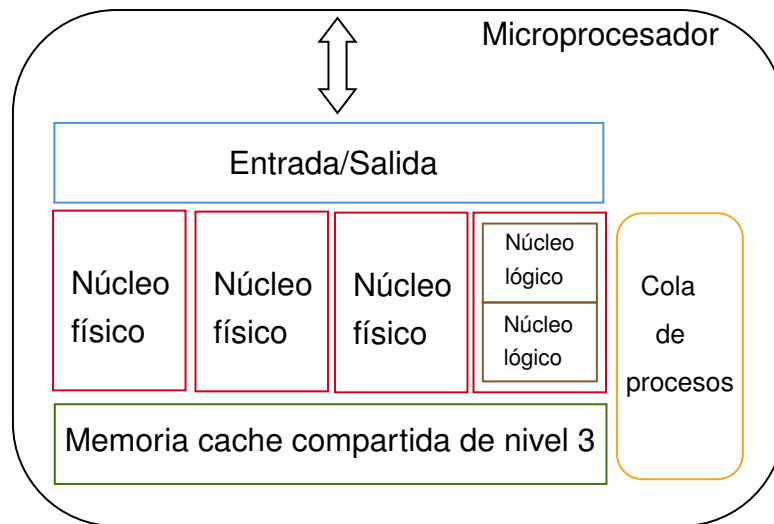 Microprocesador
Entrada/Salida
Núcleo
físico
Núcleo
físico
Núcleo
físico
Núcleo
lógico
Núcleo
lógico
Cola
de
procesos
Memoria cache compartida de nivel 3